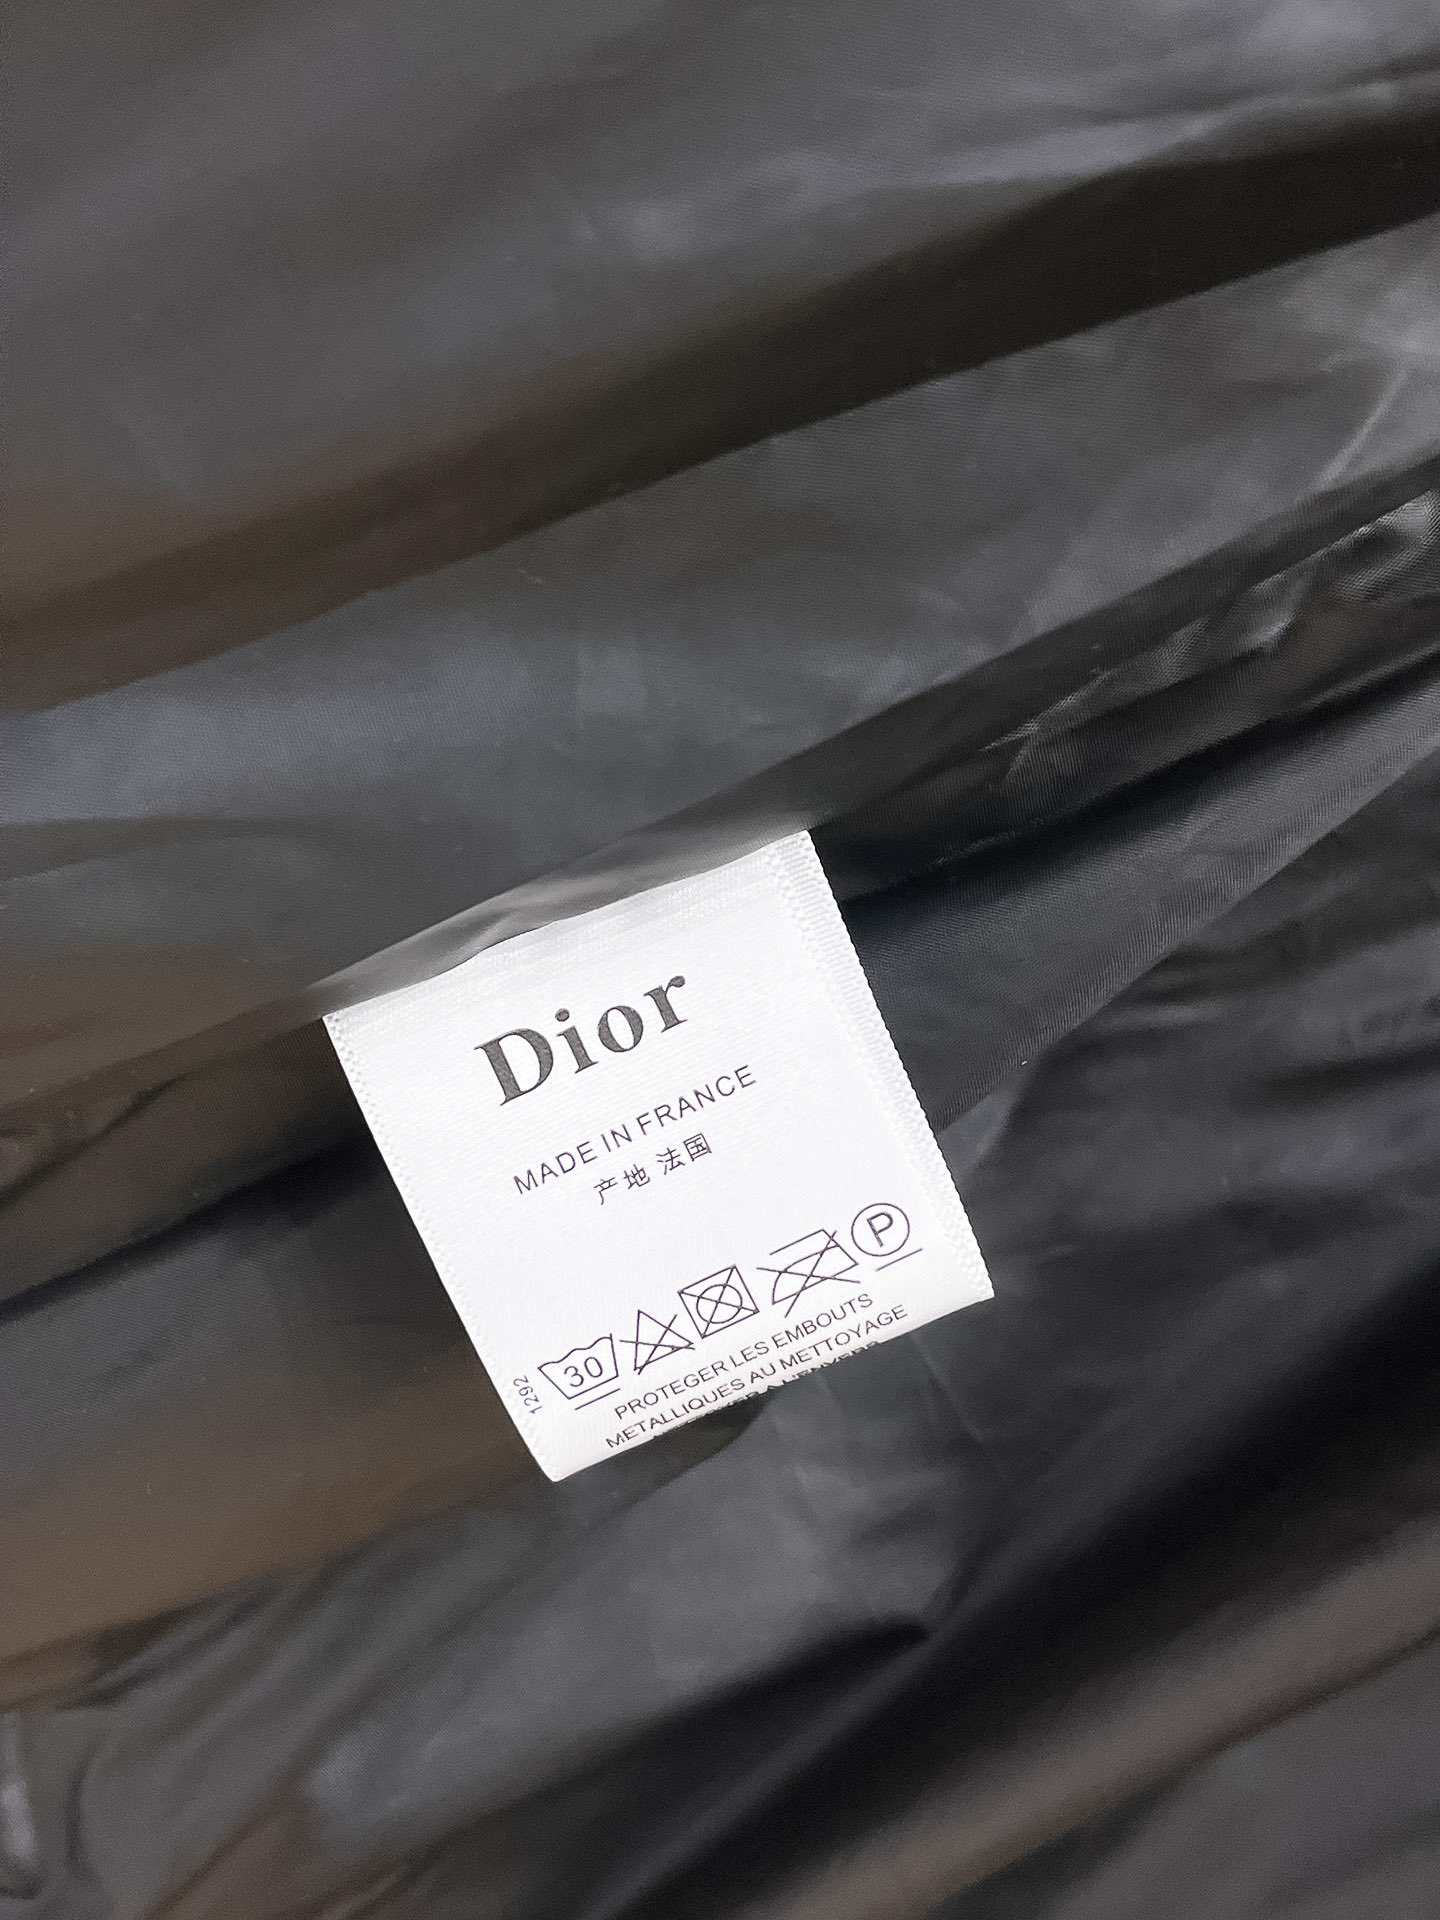 Dior
MADE IN FRANCE
产地 法国
30
P
1292
PROTEGER LES EMBOUTS
METALLIQUES AU METTOYAGE